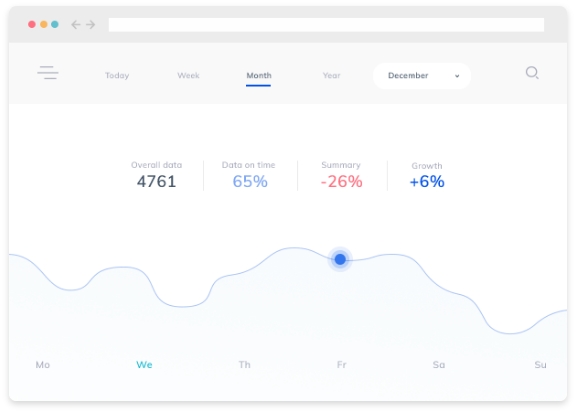 Today Week Month Year December
Overall data Data on time Summary Growth
4761 65% -26% +6%
Mo We Th Fr Sa Su